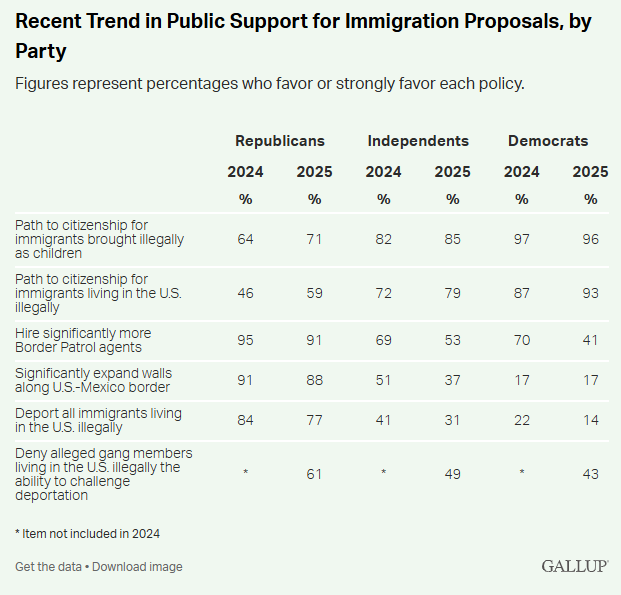 Recent Trend in Public Support for Immigration Proposals, by
Party
Figures represent percentages who favor or strongly favor each policy.
Republicans Independents Democrats
2024 2025 2024 2025 2024 2025
% % % % % %
Path to citizenship for
immigrants brought illegally 64 71 82 85 97 96
as children
Path to citizenship for
immigrants living in the U.S. 46 59 72 79 87 93
illegally
Hire significantly more
Border Patrol agents 95 91 69 53 70 41
Significantly expand walls
along U.S.-Mexico border 91 88 51 37 17 17
Deport all immigrants living
in the U.S. illegally 84 77 41 31 22 14
Deny alleged gang members
living in the U.S. illegally the
ability to challenge * 61 * 49 * 43
deportation
* Item not included in 2024
Get the data • Download image GALLUP®